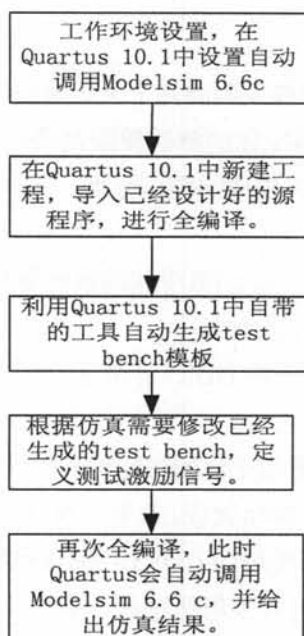 工作环境设置，在
Quartus 10.1中设置自动
调用Modelsim 6.6c
在Quartus 10.1中新建工
程，导入已经设计好的源
程序，进行全编译。
利用Quartus 10.1中自带
的工具自动生成test
bench模板
根据仿真需要修改已经
生成的test bench，定
义测试激励信号。
再次全编译，此时
Quartus会自动调用
Modelsim 6.6 c，并给
出仿真结果。